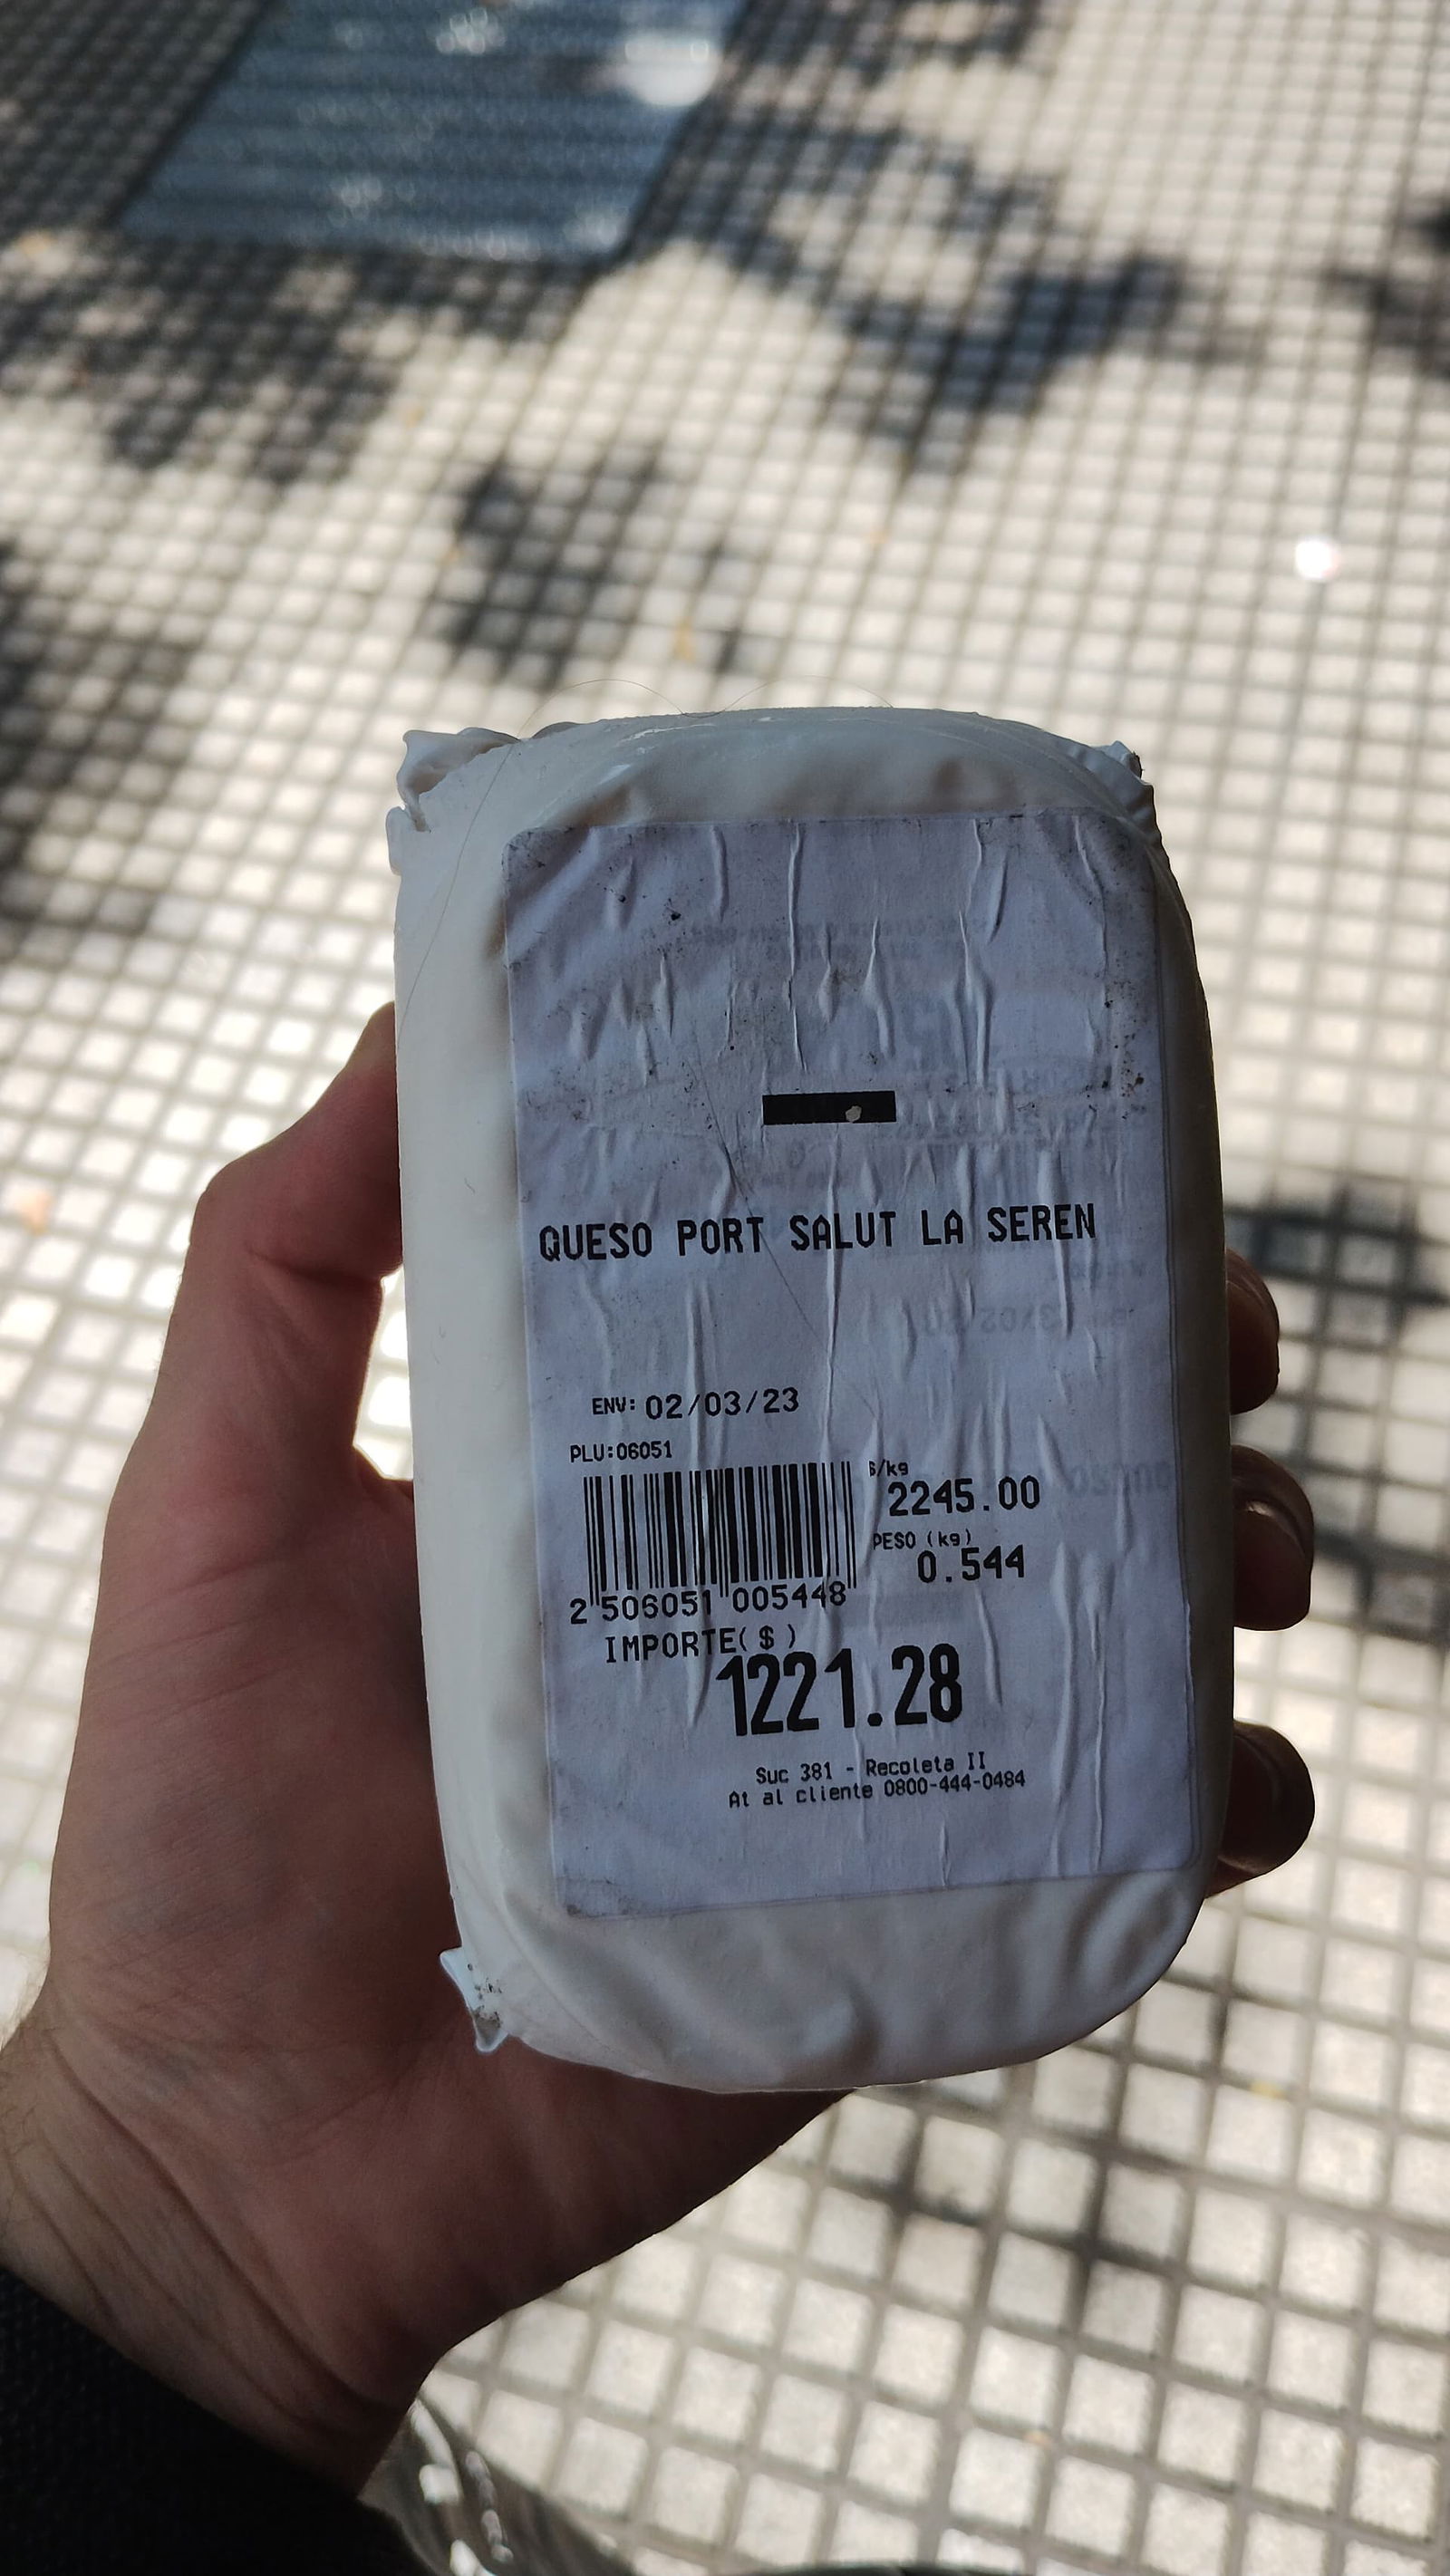 QUESO PORT SALUT LA SEREN
ENV: 02/03/23
PLU:06051
$/kg
2245.00
PESO (kg)
0.544
2 506051 005448
IMPORTE($)
1221.28
Suc 381 - Recoleta II
At al cliente 0800-444-0484